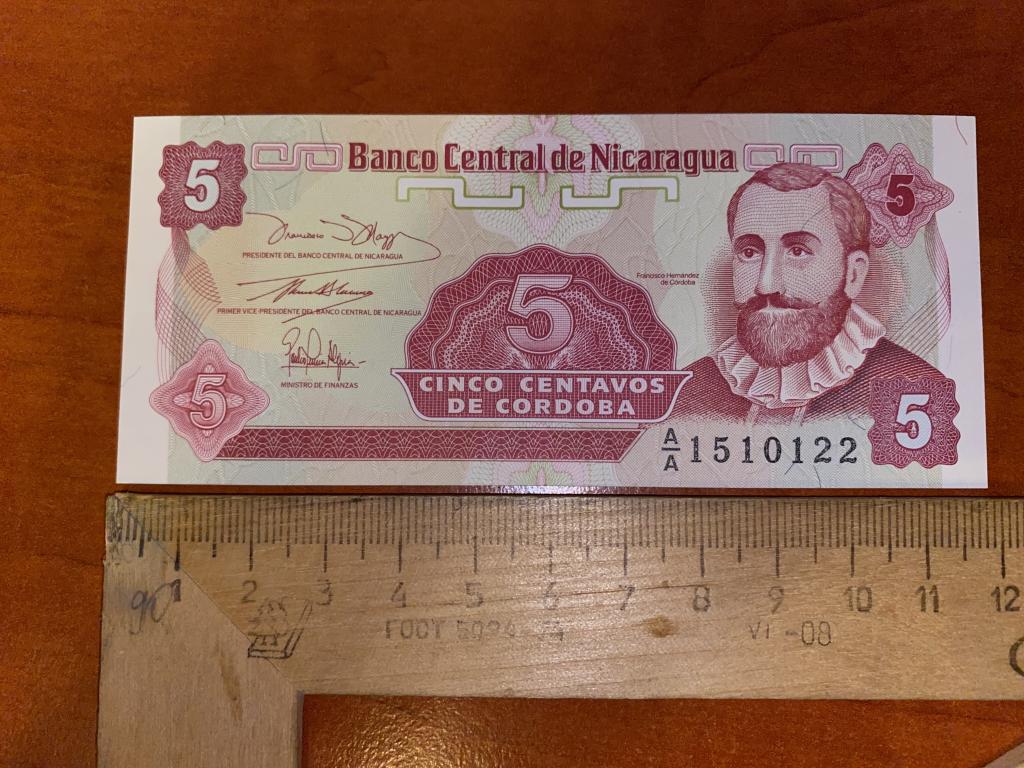 5
Banco Central de Nicaragua
5
PRESIDENTE DEL BANCO CENTRAL DE NICARAGUA
Francisco Hernández
de Córdoba
PRIMER VICE-PRESIDENTE DEL BANCO CENTRAL DE NICARAGUA
5
MINISTRO DE FINANZAS
5
CINCO CENTAVOS
DE CORDOBA
5
A/A 1510122
90
1 2 3 4 5 6 7 8 9 10 11 12
ГОСТ VI-08